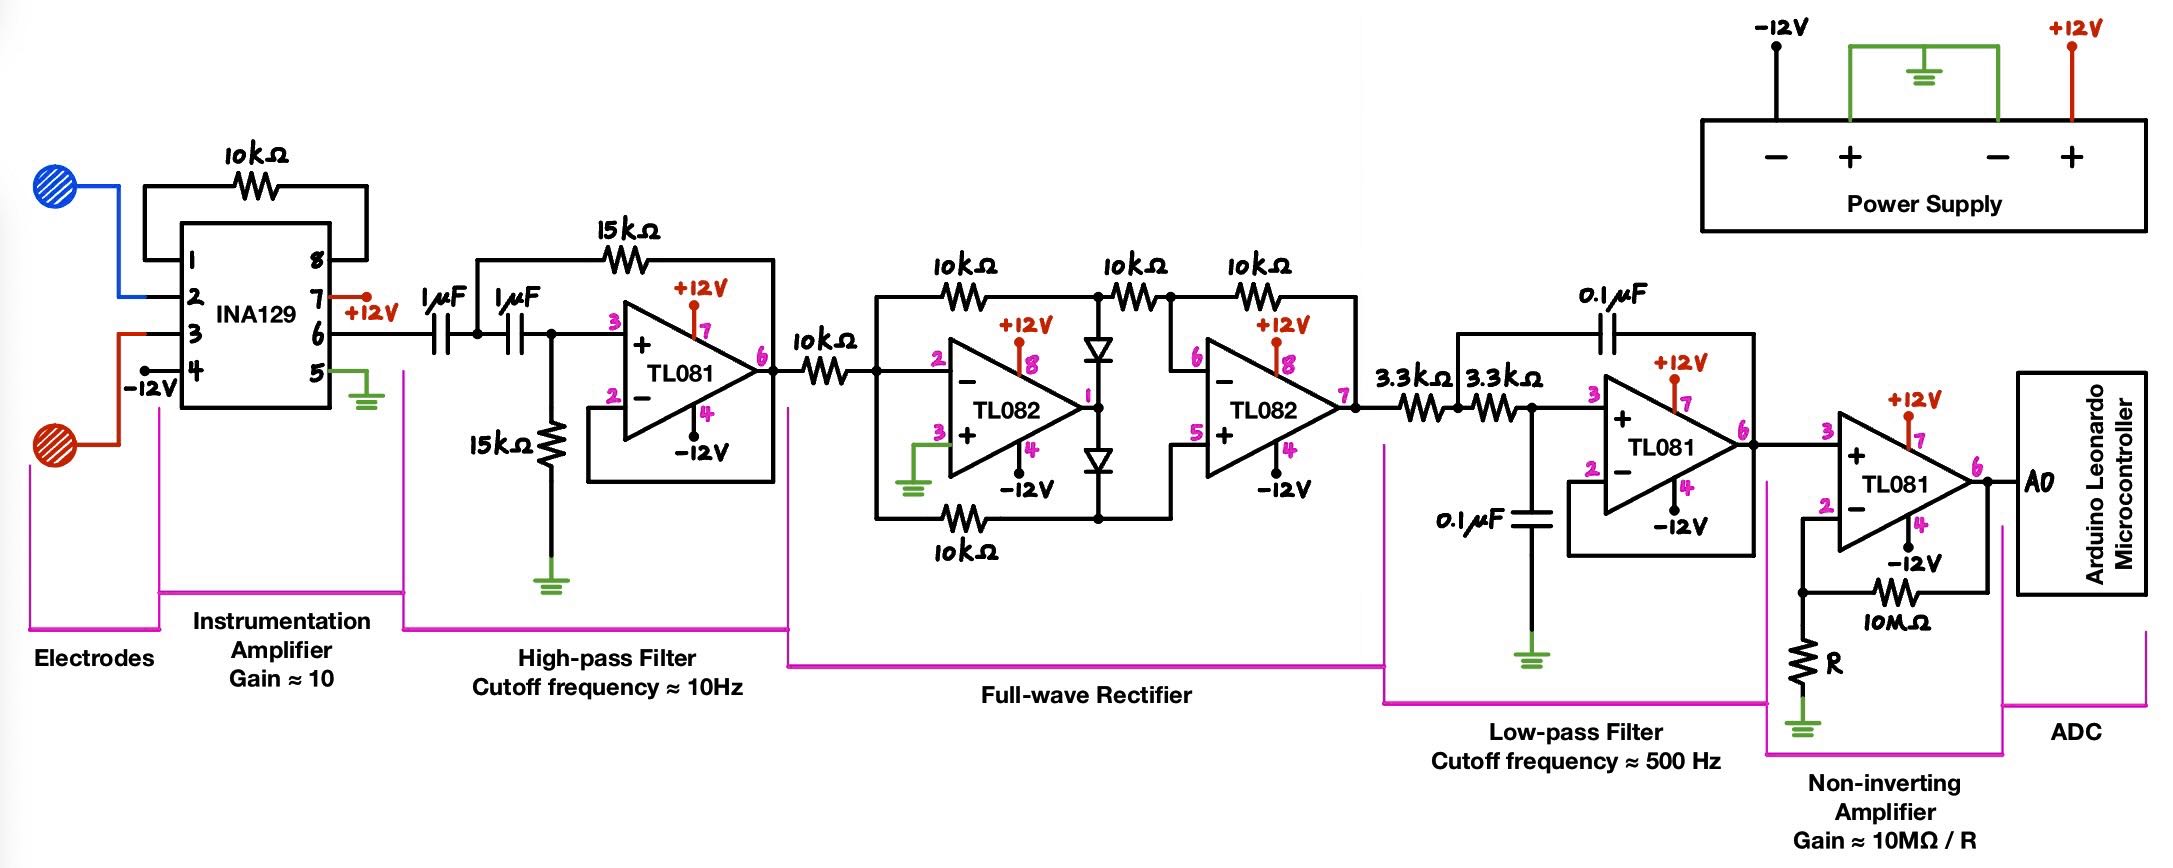 -12V
+12V
−
+
−
+
Power Supply
10kΩ
1
2
3
4
8
7
6
5
INA129
+12V
-12V
1µF
1µF
15kΩ
15kΩ
3
2
+
−
TL081
+12V
7
6
4
-12V
10kΩ
10kΩ
10kΩ
2
3
−
+
TL082
+12V
8
1
4
-12V
10kΩ
10kΩ
6
5
−
+
TL082
+12V
8
7
4
-12V
3.3kΩ
3.3kΩ
0.1µF
0.1µF
3
2
+
−
TL081
+12V
7
6
4
-12V
3
2
+
−
TL081
+12V
7
6
4
-12V
10MΩ
R
A0
Arduino Leonardo
Microcontroller
Electrodes
Instrumentation
Amplifier
Gain ≈ 10
High-pass Filter
Cutoff frequency ≈ 10Hz
Full-wave Rectifier
Low-pass Filter
Cutoff frequency ≈ 500 Hz
Non-inverting
Amplifier
Gain ≈ 10MΩ / R
ADC